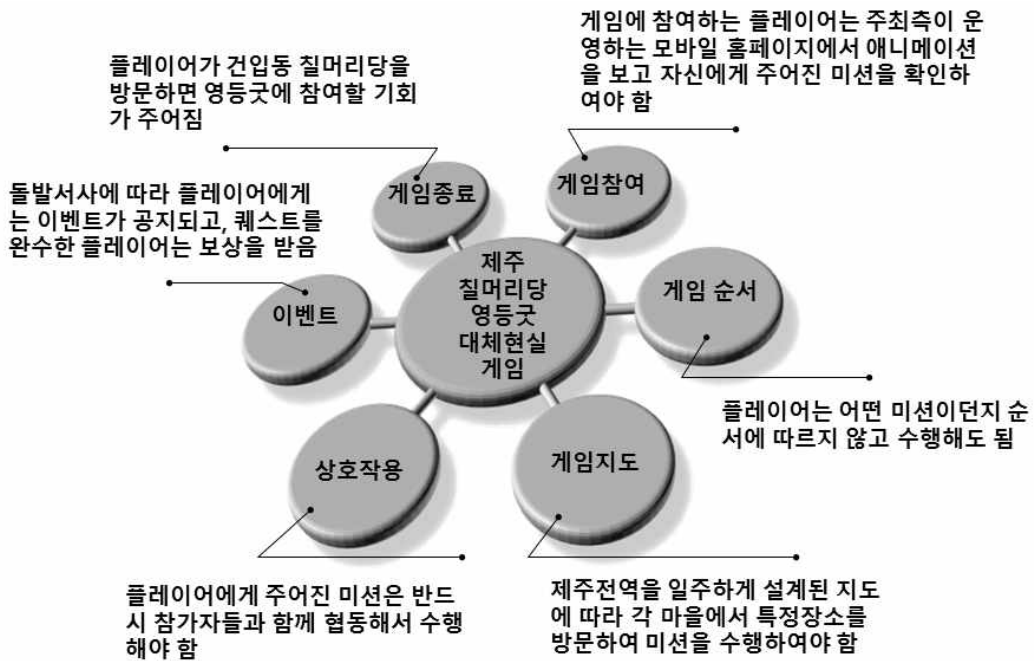 게임에 참여하는 플레이어는 주최측이 운
영하는 모바일 홈페이지에서 애니메이션
을 보고 자신에게 주어진 미션을 확인하
여야 함
플레이어가 건입동 칠머리당을
방문하면 영등굿에 참여할 기회
가 주어짐
게임종료
게임참여
돌발서사에 따라 플레이어에게
는 이벤트가 공지되고, 퀘스트를
완수한 플레이어는 보상을 받음
제주
칠머리당
영등굿
대체현실
게임
이벤트
게임 순서
플레이어는 어떤 미션이던지 순
서에 따르지 않고 수행해도 됨
상호작용
게임지도
플레이어에게 주어진 미션은 반드
시 참가자들과 함께 협동해서 수행
해야 함
제주전역을 일주하게 설계된 지도
에 따라 각 마을에서 특정장소를
방문하여 미션을 수행하여야 함